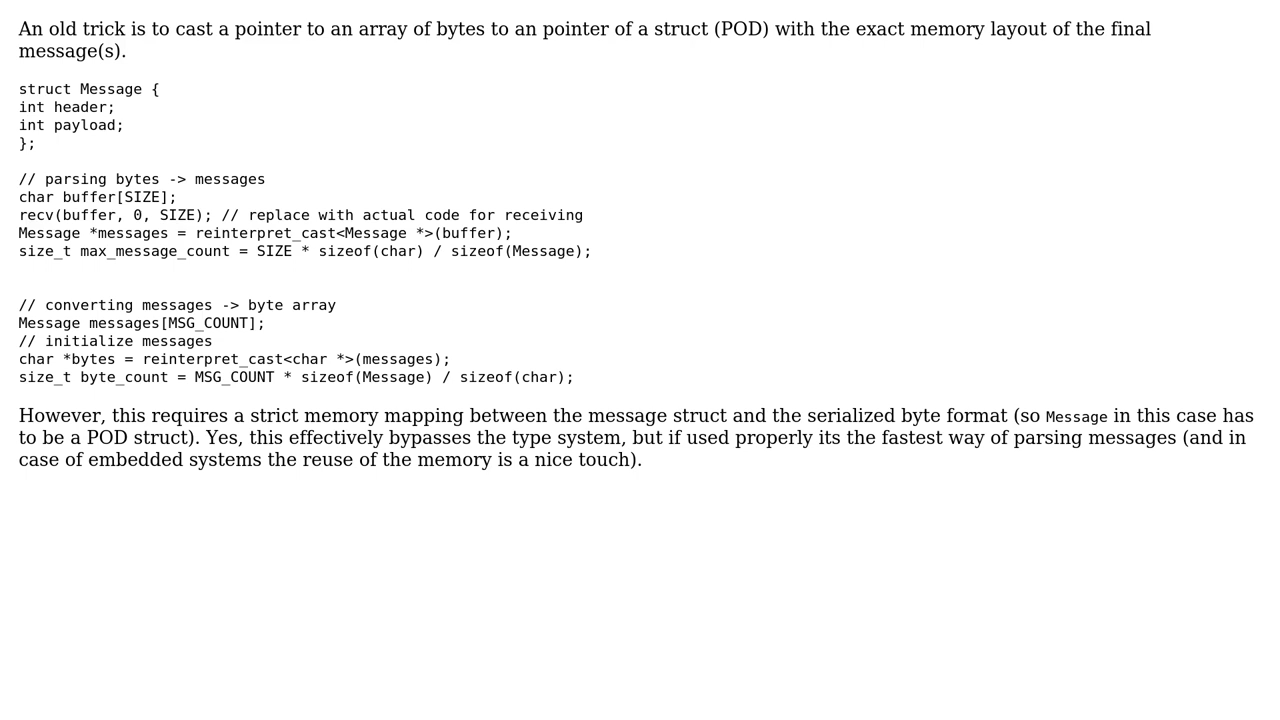 An old trick is to cast a pointer to an array of bytes to an pointer of a struct (POD) with the exact memory layout of the final
message(s).
struct Message {
int header;
int payload;
};
// parsing bytes -> messages
char buffer[SIZE];
recv(buffer, 0, SIZE); // replace with actual code for receiving
Message *messages = reinterpret_cast<Message *>(buffer);
size_t max_message_count = SIZE * sizeof(char) / sizeof(Message);
// converting messages -> byte array
Message messages[MSG_COUNT];
// initialize messages
char *bytes = reinterpret_cast<char *>(messages);
size_t byte_count = MSG_COUNT * sizeof(Message) / sizeof(char);
However, this requires a strict memory mapping between the message struct and the serialized byte format (so Message in this case has
to be a POD struct). Yes, this effectively bypasses the type system, but if used properly its the fastest way of parsing messages (and in
case of embedded systems the reuse of the memory is a nice touch).